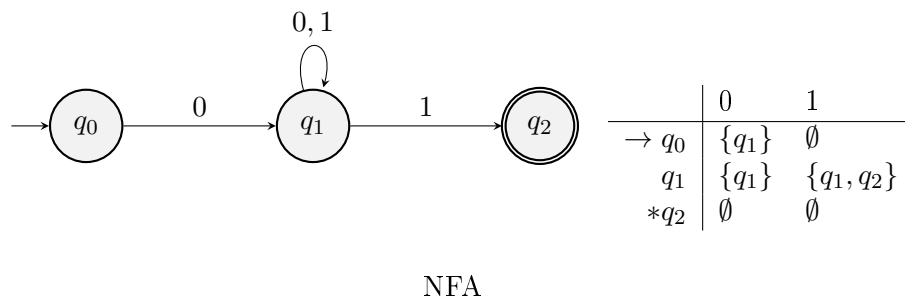 0, 1
q₀ 0 q₁ 1 q₂
0 1
→ q₀ {q₁} ∅
q₁ {q₁} {q₁, q₂}
*q₂ ∅ ∅
NFA